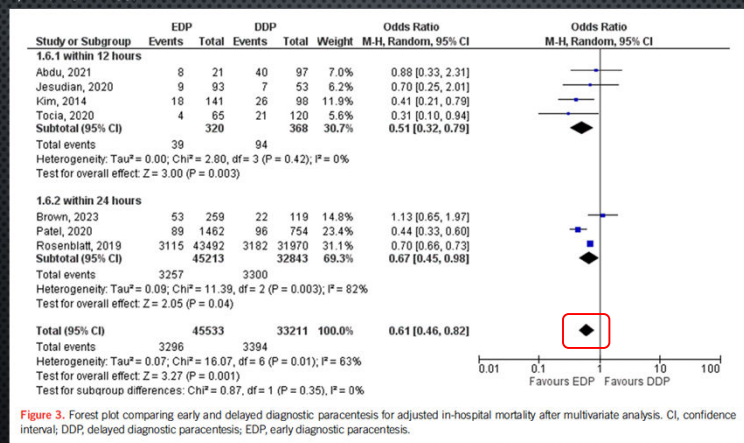 EDP DDP Odds Ratio Odds Ratio
Study or Subgroup Events Total Events Total Weight M-H, Random, 95% CI M-H, Random, 95% CI
1.6.1 within 12 hours
Abdu, 2021 8 21 40 97 7.0% 0.88 [0.33, 2.31]
Jesudian, 2020 9 93 7 53 6.2% 0.70 [0.25, 2.01]
Kim, 2014 18 141 26 98 11.9% 0.41 [0.21, 0.79]
Tocia, 2020 4 65 21 120 5.6% 0.31 [0.10, 0.94]
Subtotal (95% CI) 320 368 30.7% 0.51 [0.32, 0.79]
Total events 39 94
Heterogeneity: Tau² = 0.00; Chi² = 2.80, df = 3 (P = 0.42); I² = 0%
Test for overall effect: Z = 3.00 (P = 0.003)
1.6.2 within 24 hours
Brown, 2023 53 259 22 119 14.8% 1.13 [0.65, 1.97]
Patel, 2020 89 1462 96 754 23.4% 0.44 [0.33, 0.60]
Rosenblatt, 2019 3115 43492 3182 31970 31.1% 0.70 [0.66, 0.73]
Subtotal (95% CI) 45213 32843 69.3% 0.67 [0.45, 0.98]
Total events 3257 3300
Heterogeneity: Tau² = 0.09; Chi² = 11.39, df = 2 (P = 0.003); I² = 82%
Test for overall effect: Z = 2.05 (P = 0.04)
Total (95% CI) 45533 33211 100.0% 0.61 [0.46, 0.82]
Total events 3296 3394
Heterogeneity: Tau² = 0.07; Chi² = 16.07, df = 6 (P = 0.01); I² = 63%
Test for overall effect: Z = 3.27 (P = 0.001)
Test for subgroup differences: Chi² = 0.87, df = 1 (P = 0.35), I² = 0%
0.01 0.1 1 10 100
Favours EDP Favours DDP
Figure 3. Forest plot comparing early and delayed diagnostic paracentesis for adjusted in-hospital mortality after multivariate analysis. CI, confidence
interval; DDP, delayed diagnostic paracentesis; EDP, early diagnostic paracentesis.